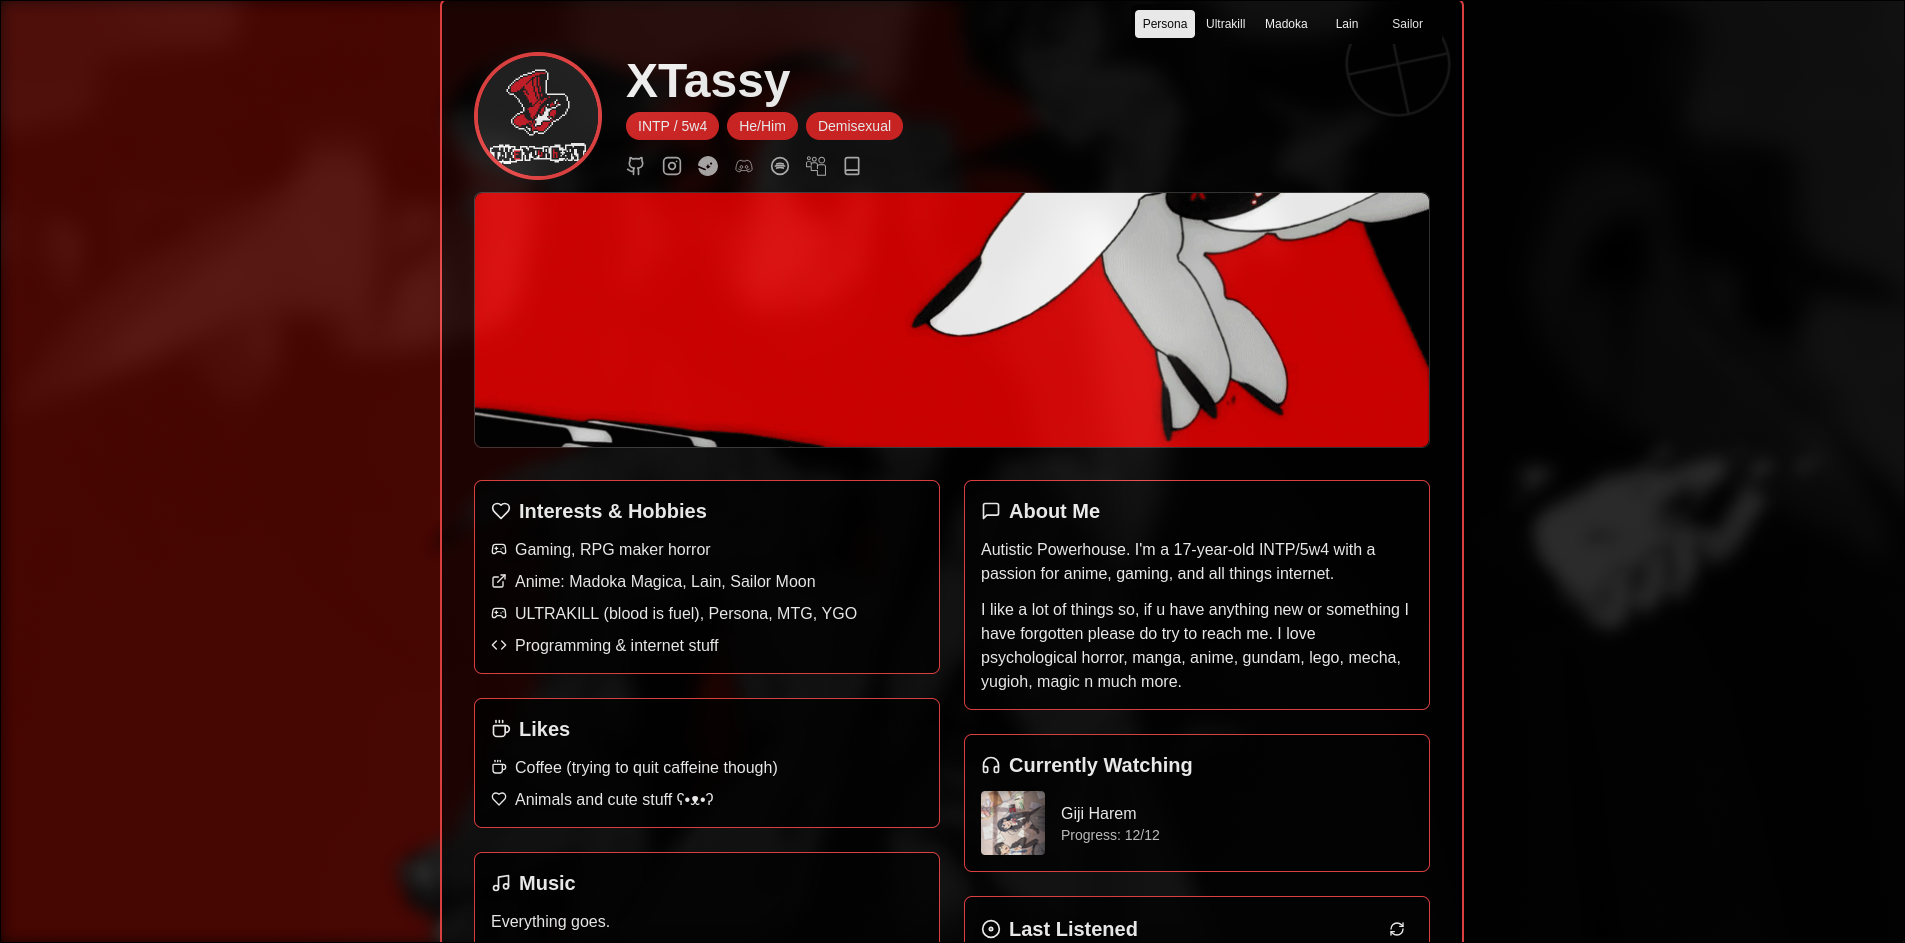 Persona Ultrakill Madoka Lain Sailor
TAKE YOUR HEART
XTassy
INTP / 5w4 He/Him Demisexual
Interests & Hobbies
Gaming, RPG maker horror
Anime: Madoka Magica, Lain, Sailor Moon
ULTRAKILL (blood is fuel), Persona, MTG, YGO
Programming & internet stuff
Likes
Coffee (trying to quit caffeine though)
Animals and cute stuff ʕ•ᴥ•ʔ
Music
Everything goes.
About Me
Autistic Powerhouse. I'm a 17-year-old INTP/5w4 with a
passion for anime, gaming, and all things internet.
I like a lot of things so, if u have anything new or something I
have forgotten please do try to reach me. I love
psychological horror, manga, anime, gundam, lego, mecha,
yugioh, magic n much more.
Currently Watching
Giji Harem
Progress: 12/12
Last Listened